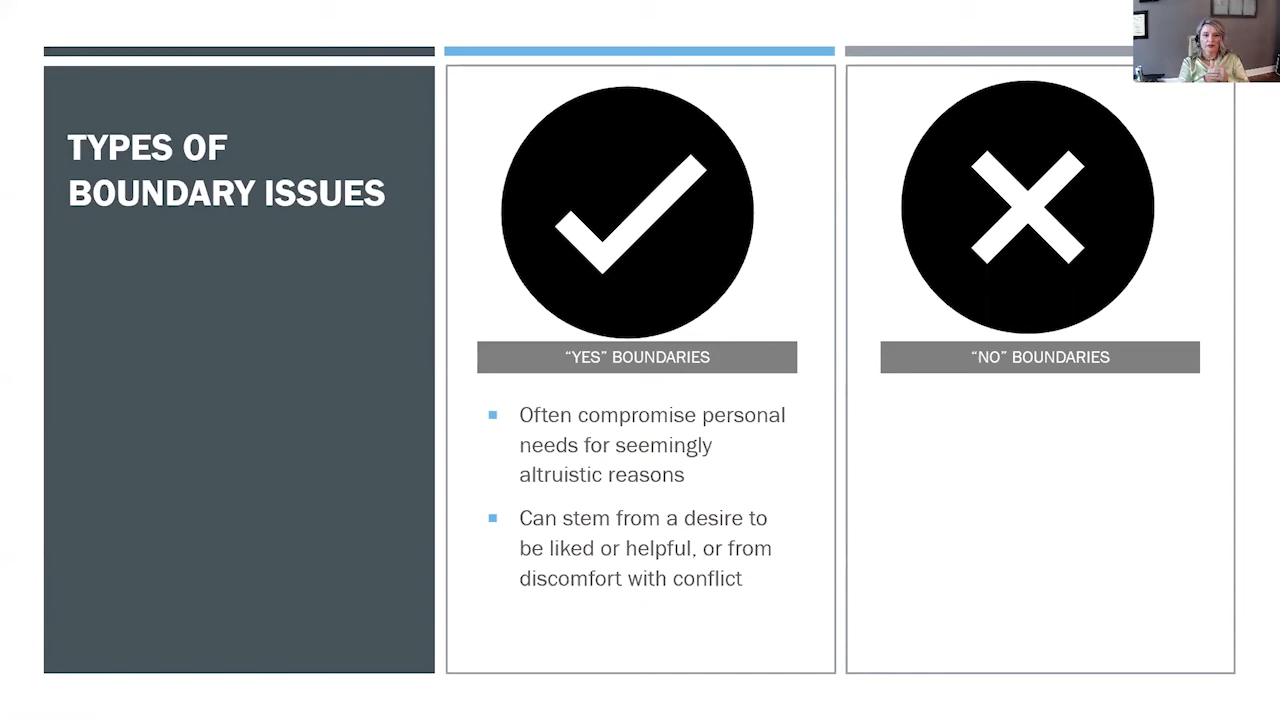 TYPES OF
BOUNDARY ISSUES
“YES” BOUNDARIES
Often compromise personal
needs for seemingly
altruistic reasons
Can stem from a desire to
be liked or helpful, or from
discomfort with conflict
“NO” BOUNDARIES